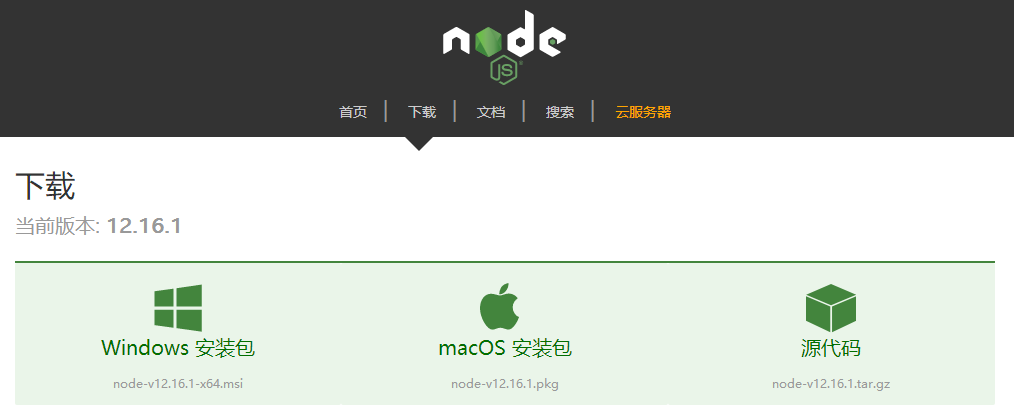 node
JS
首页 | 下载 | 文档 | 搜索 | 云服务器
下载
当前版本: 12.16.1
Windows 安装包 macOS 安装包 源代码
node-v12.16.1-x64.msi node-v12.16.1.pkg node-v12.16.1.tar.gz